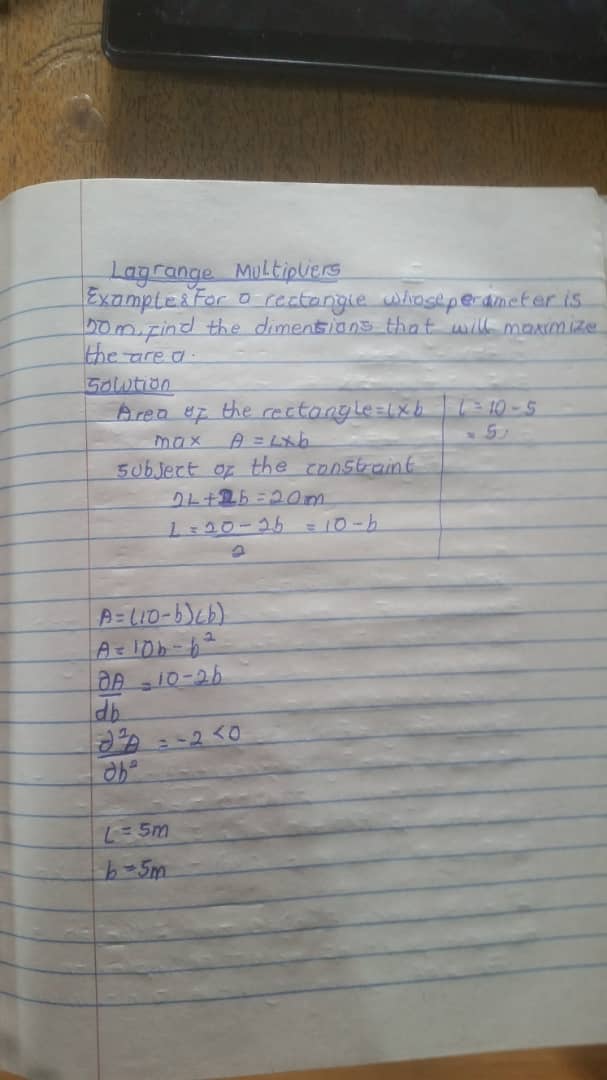 Lagrange Multipliers
Example: For a rectangle whose perimeter is
20m. Find the dimensions that will maximize
the area.
Solution
Area of the rectangle = L×b
max A = L×b
subject of the constraint
2L + 2b = 20m
L = 20 - 2b = 10 - b
2
L = 10 - 5
= 5,
A = (10-b)(b)
A = 10b - b²
∂A = 10 - 2b
db
∂²A = -2 < 0
∂b²
L = 5m
b = 5m